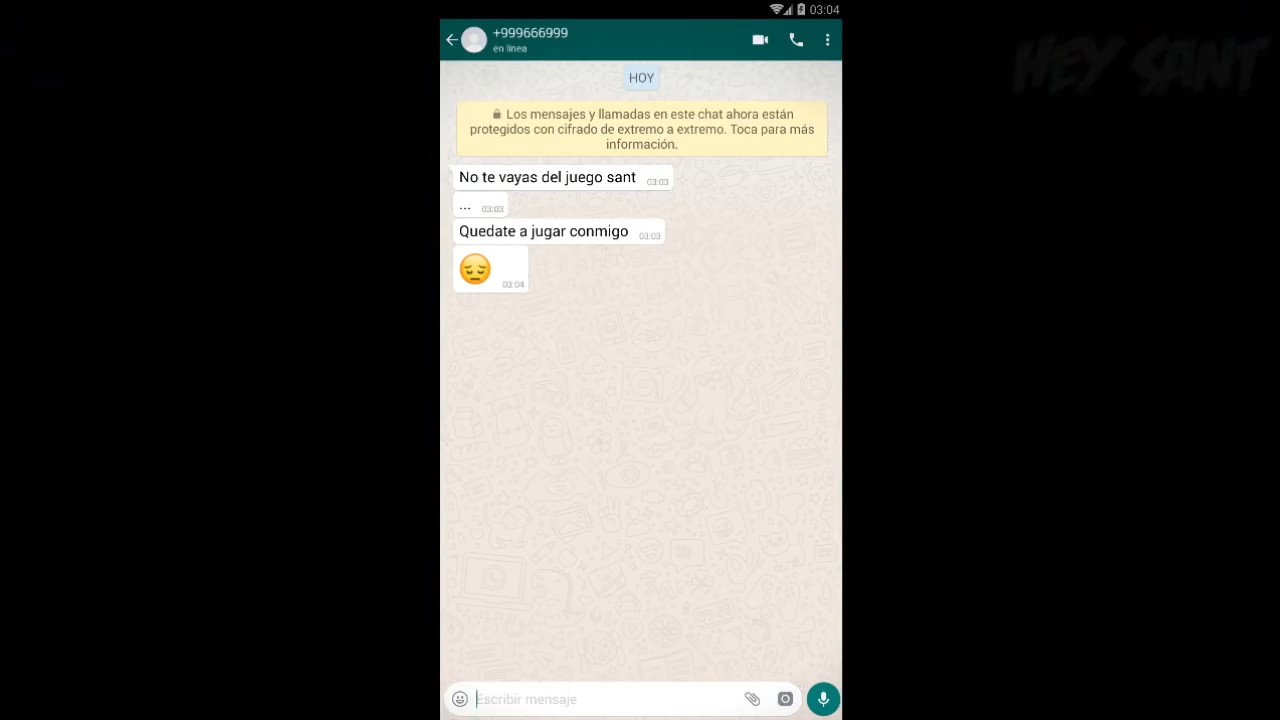 03:04
+999666999
en línea
HEY SANT
HOY
Los mensajes y llamadas en este chat ahora están
protegidos con cifrado de extremo a extremo. Toca para más
información.
No te vayas del juego sant 03:03
... 03:03
Quedate a jugar conmigo 03:03
03:04
Escribir mensaje